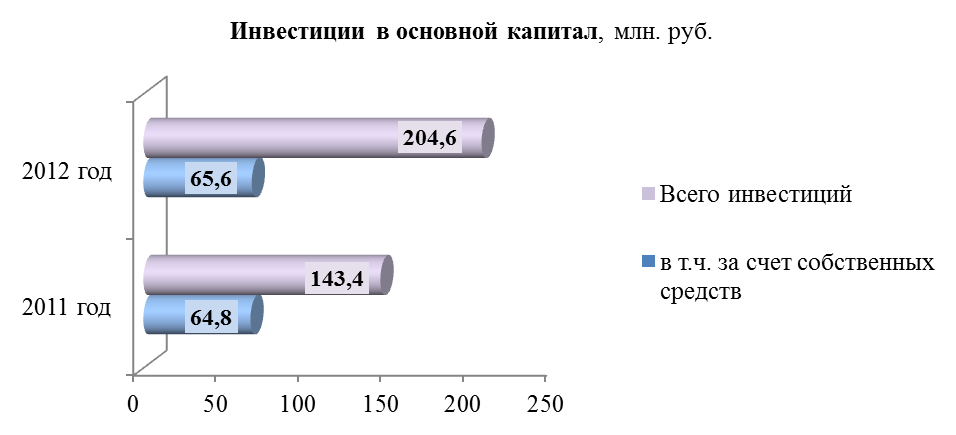 Инвестиции в основной капитал, млн. руб.
2012 год
204,6
65,6
2011 год
143,4
64,8
0 50 100 150 200 250
Всего инвестиций
в т.ч. за счет собственных
средств